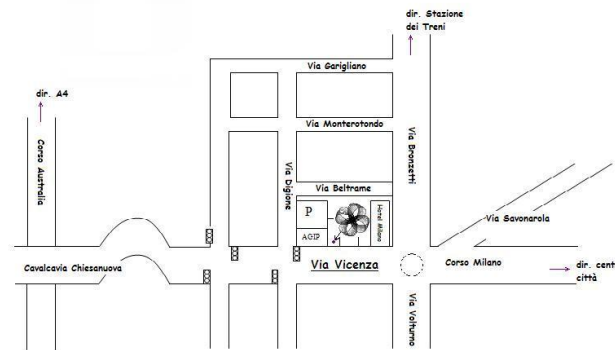 dir. Stazione
dei Treni
Via Garigliano
dir. A4
Via Monterotondo
Corso Australia
Via Digione
Via Bronzetti
Via Beltrame
P
Hotel Milano
AGIP
Via Savonarola
Cavalcavia Chiesanuova
Via Vicenza
Corso Milano
dir. cent
città
Via Volturno